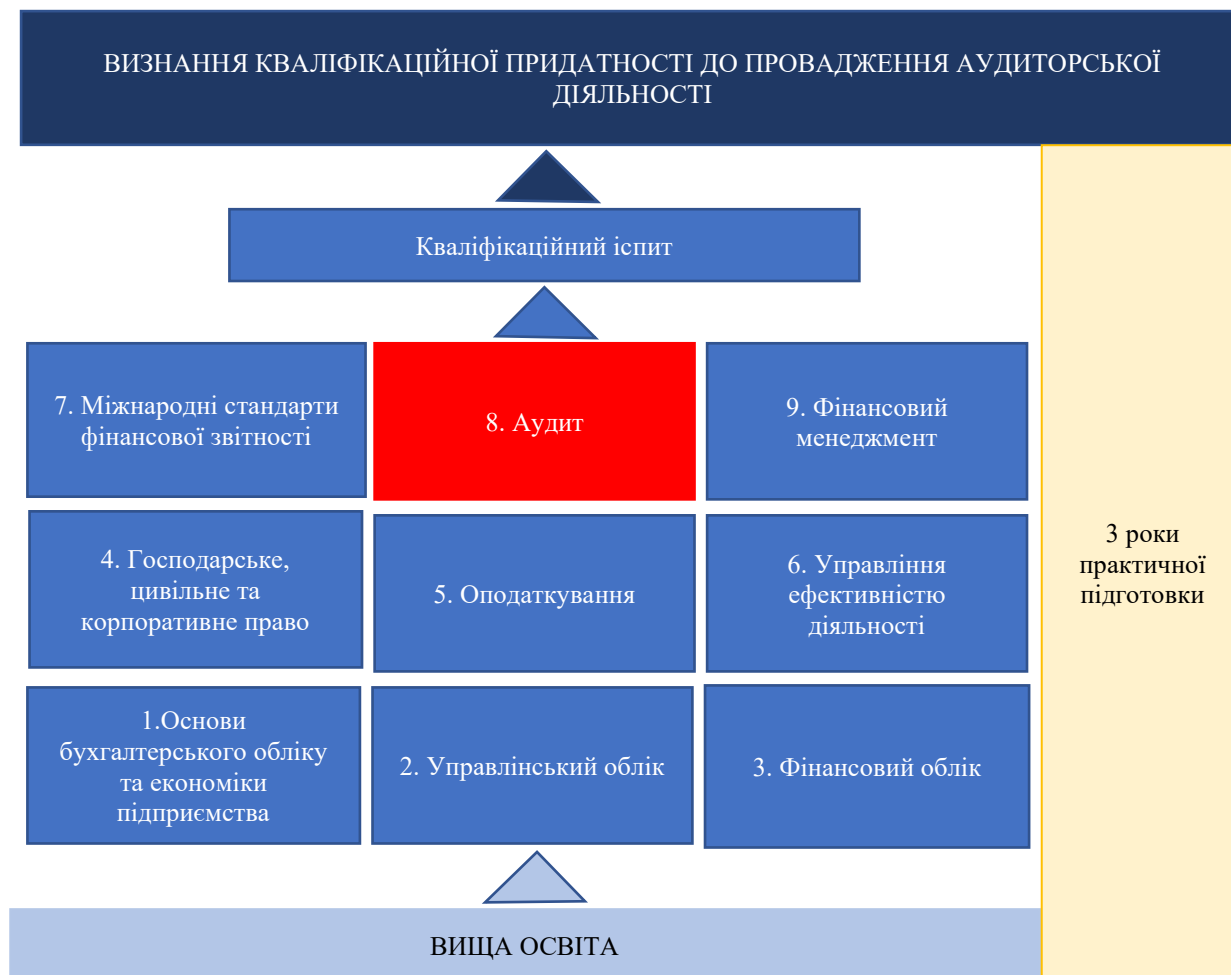 ВИЗНАННЯ КВАЛІФІКАЦІЙНОЇ ПРИДАТНОСТІ ДО ПРОВАДЖЕННЯ АУДИТОРСЬКОЇ
ДІЯЛЬНОСТІ
Кваліфікаційний іспит
7. Міжнародні стандарти
фінансової звітності
8. Аудит
9. Фінансовий
менеджмент
4. Господарське,
цивільне та
корпоративне право
5. Оподаткування
6. Управління
ефективністю
діяльності
1.Основи
бухгалтерського обліку
та економіки
підприємства
2. Управлінський облік
3. Фінансовий облік
3 роки
практичної
підготовки
ВИЩА ОСВІТА